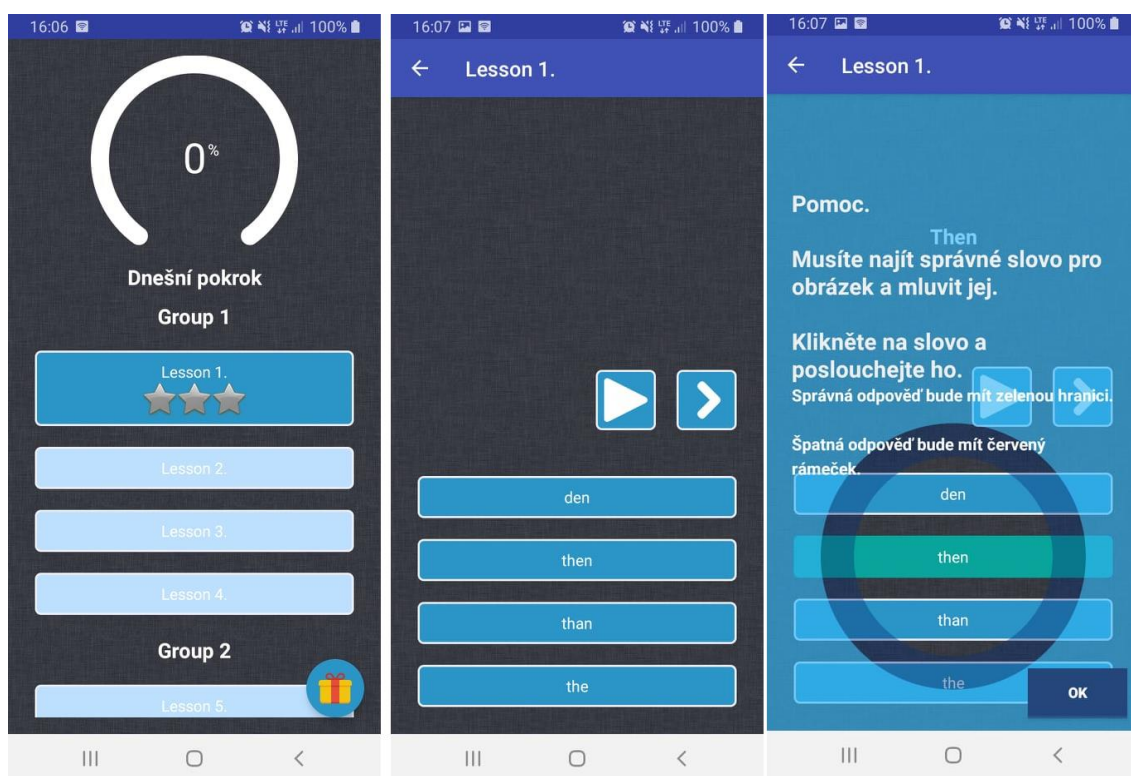 16:06 LTE 100%
0%
Dnešní pokrok
Group 1
Lesson 1.
Lesson 2.
Lesson 3.
Lesson 4.
Group 2
Lesson 5.
16:07 LTE 100%
Lesson 1.
den
then
than
the
16:07 LTE 100%
Lesson 1.
Pomoc.
Then
Musíte najít správné slovo pro
obrázek a mluvit jej.
Klikněte na slovo a
poslouchejte ho.
Správná odpověď bude mít zelenou hranici.
Špatná odpověď bude mít červený
rámeček.
den
then
than
the
OK